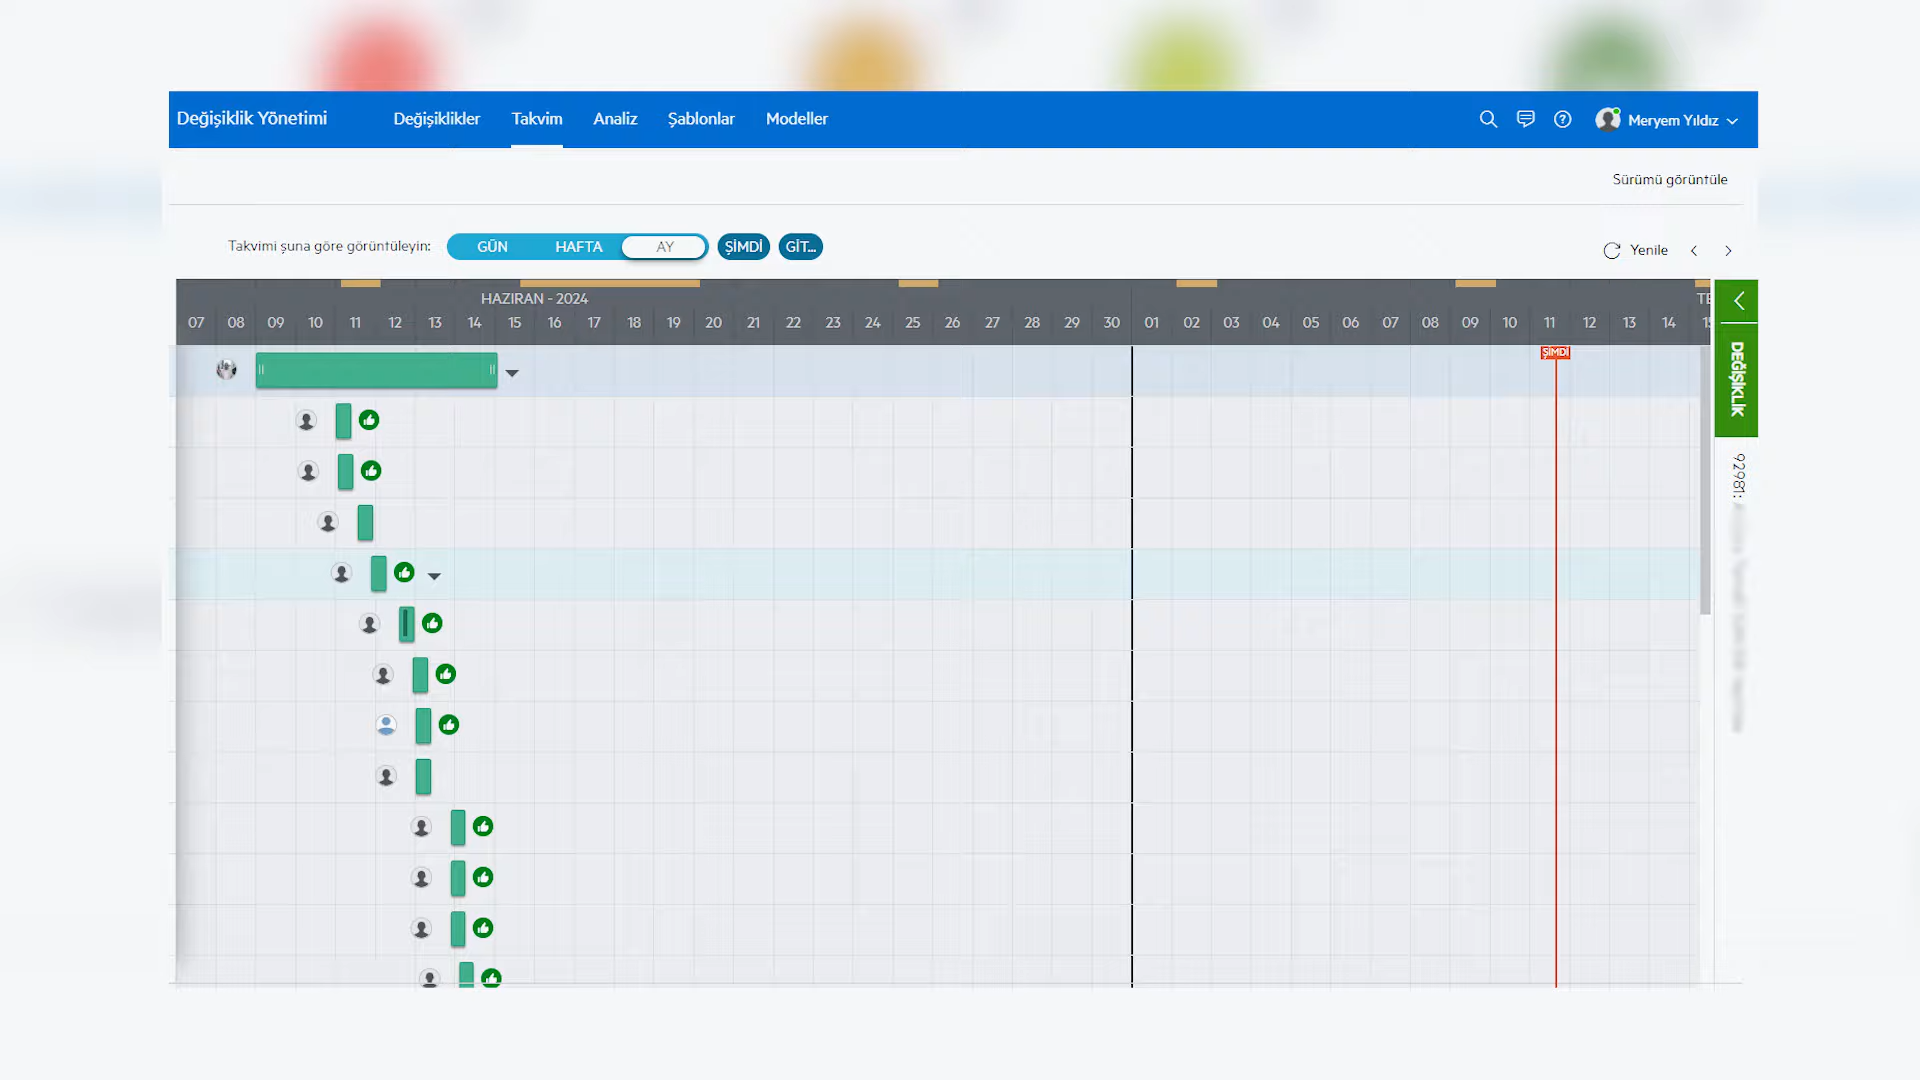 Değişiklik Yönetimi
Değişiklikler
Takvim
Analiz
Şablonlar
Modeller
Meryem Yıldız
Sürümü görüntüle
Takvimi şuna göre görüntüleyin:
GÜN
HAFTA
AY
ŞİMDİ
GİT...
Yenile
HAZIRAN - 2024
07 08 09 10 11 12 13 14 15 16 17 18 19 20 21 22 23 24 25 26 27 28 29 30 01 02 03 04 05 06 07 08 09 10 11 12 13 14
ŞİMDİ
DEĞİŞİKLİK
92981: